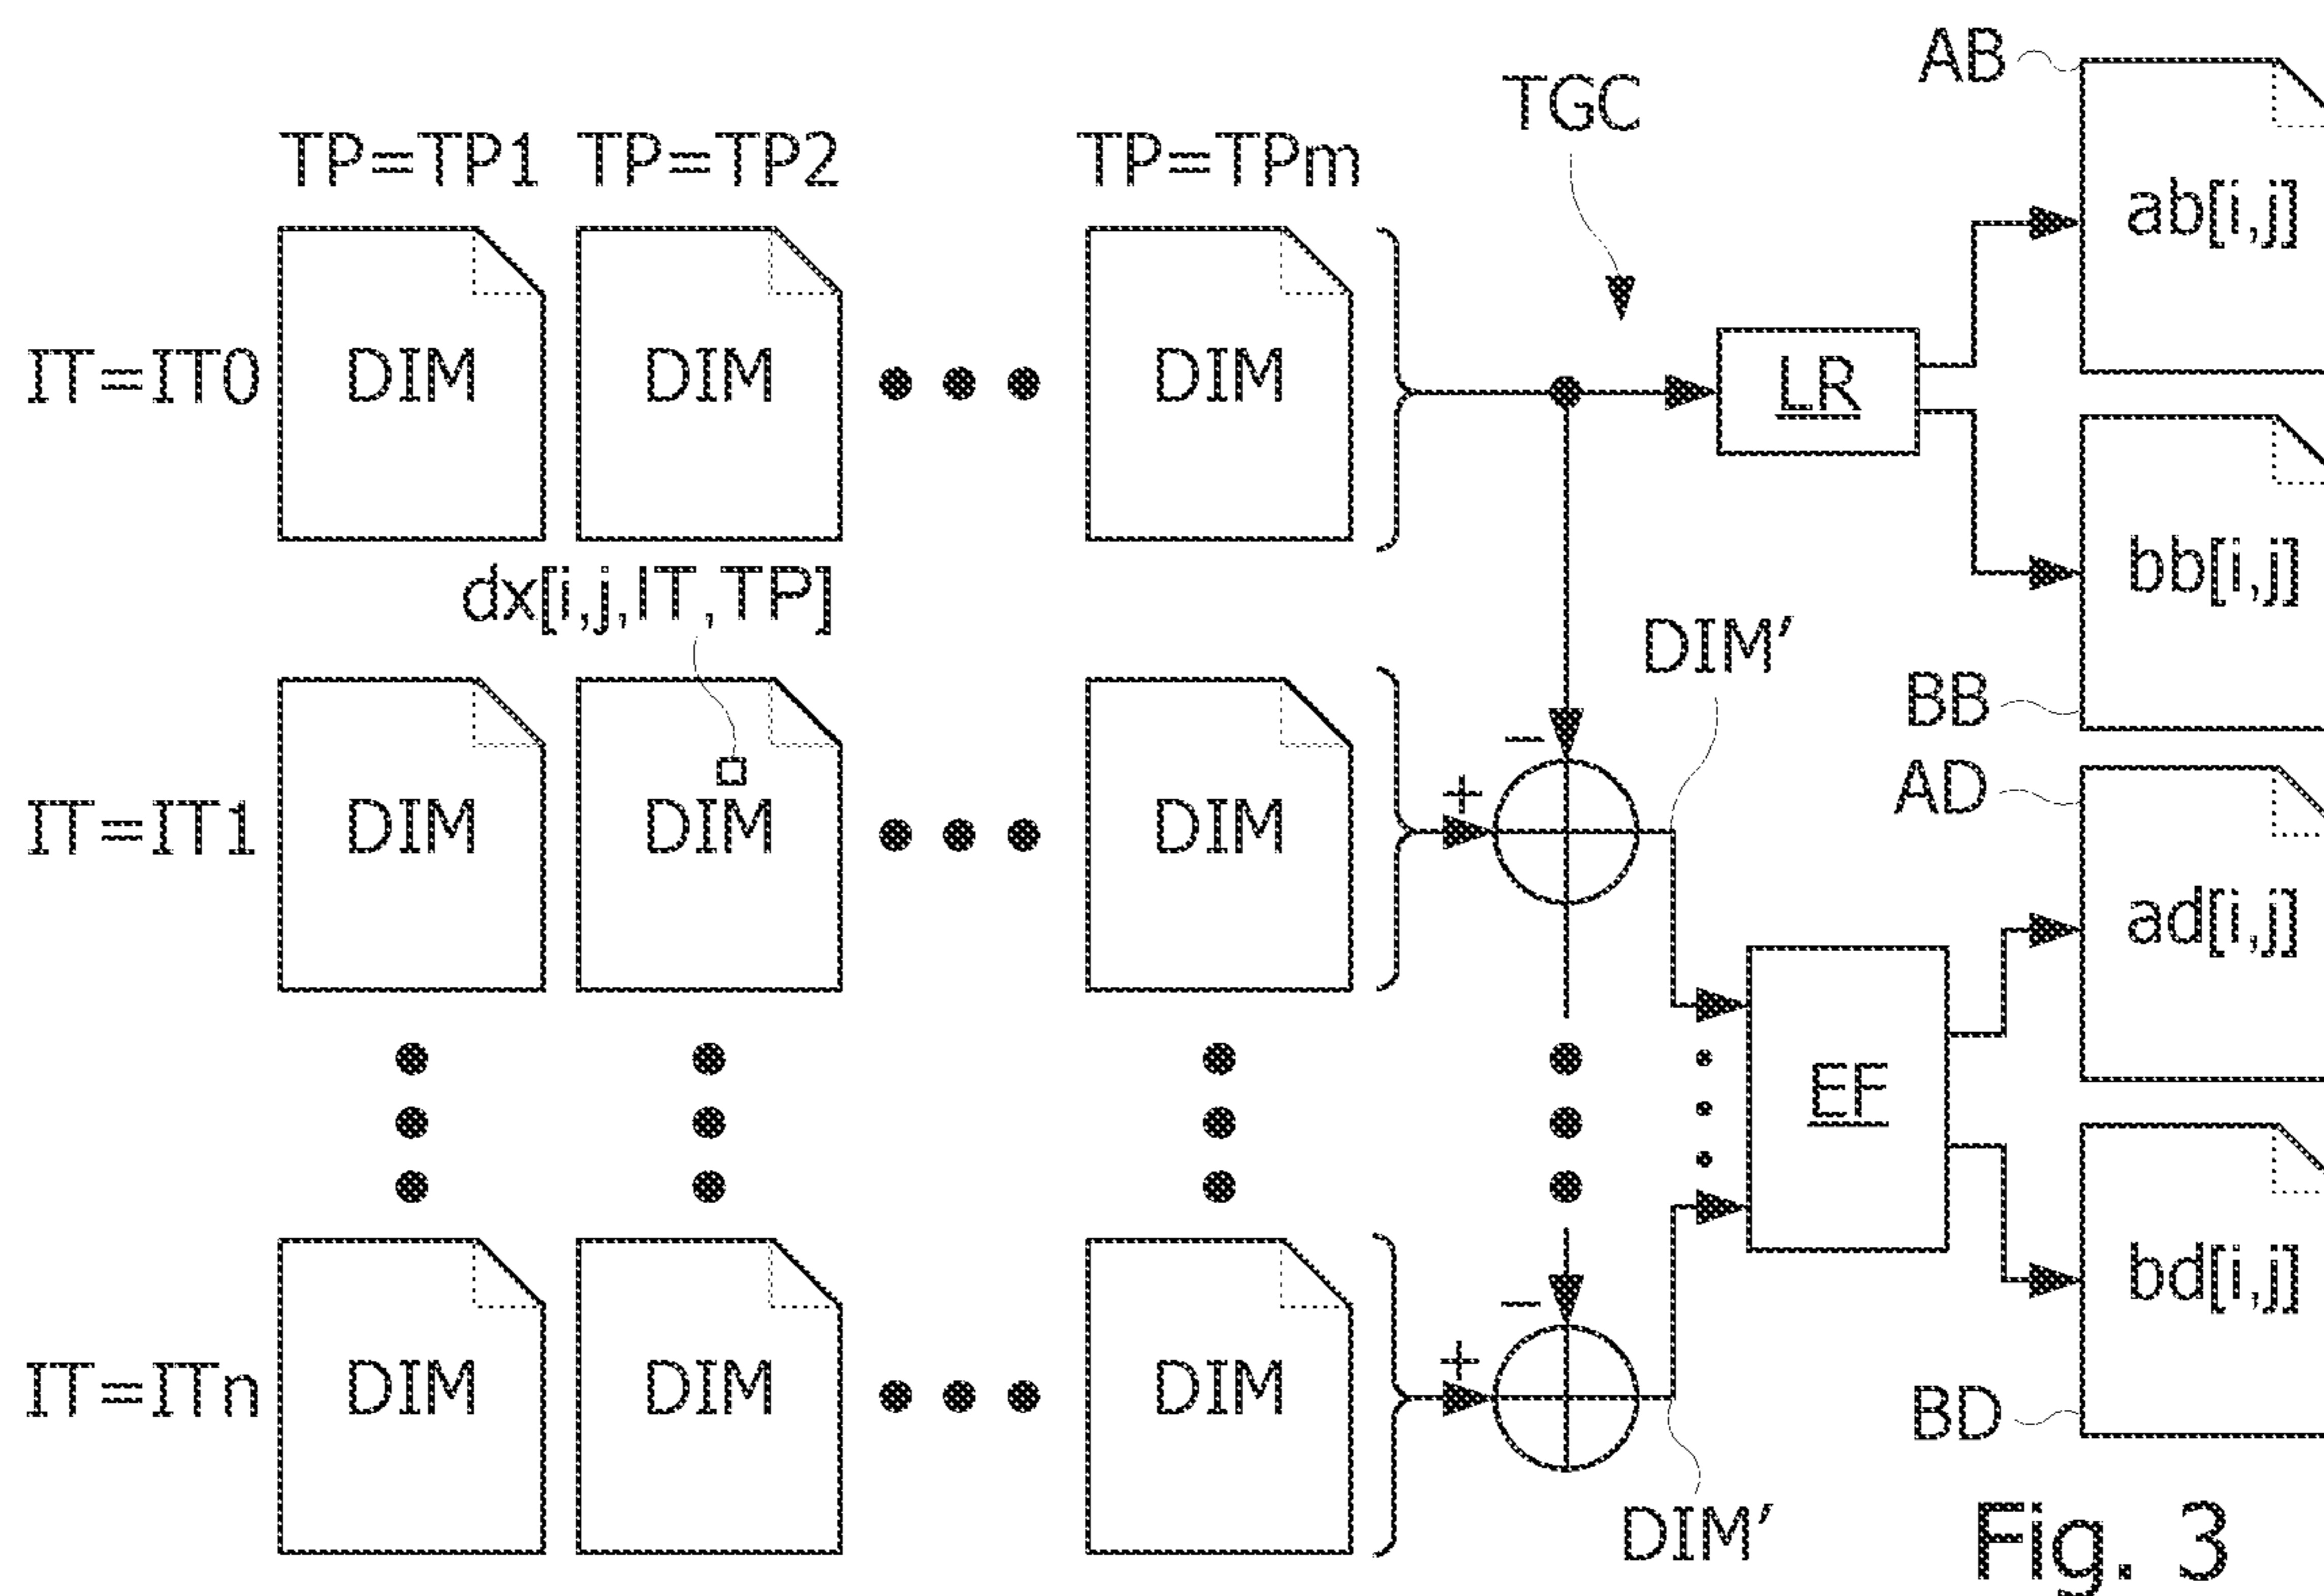 AB
TGC
TP=TP1 TP=TP2 TP=TPm
ab[i,j]
IT=IT0 DIM DIM DIM LR
bb[i,j]
dx[i,j,IT,TP]
DIM′
BB
AD
+ −
IT=IT1 DIM DIM DIM
ad[i,j]
EF
bd[i,j]
+ −
IT=ITn DIM DIM DIM
BD
DIM′
Fig. 3